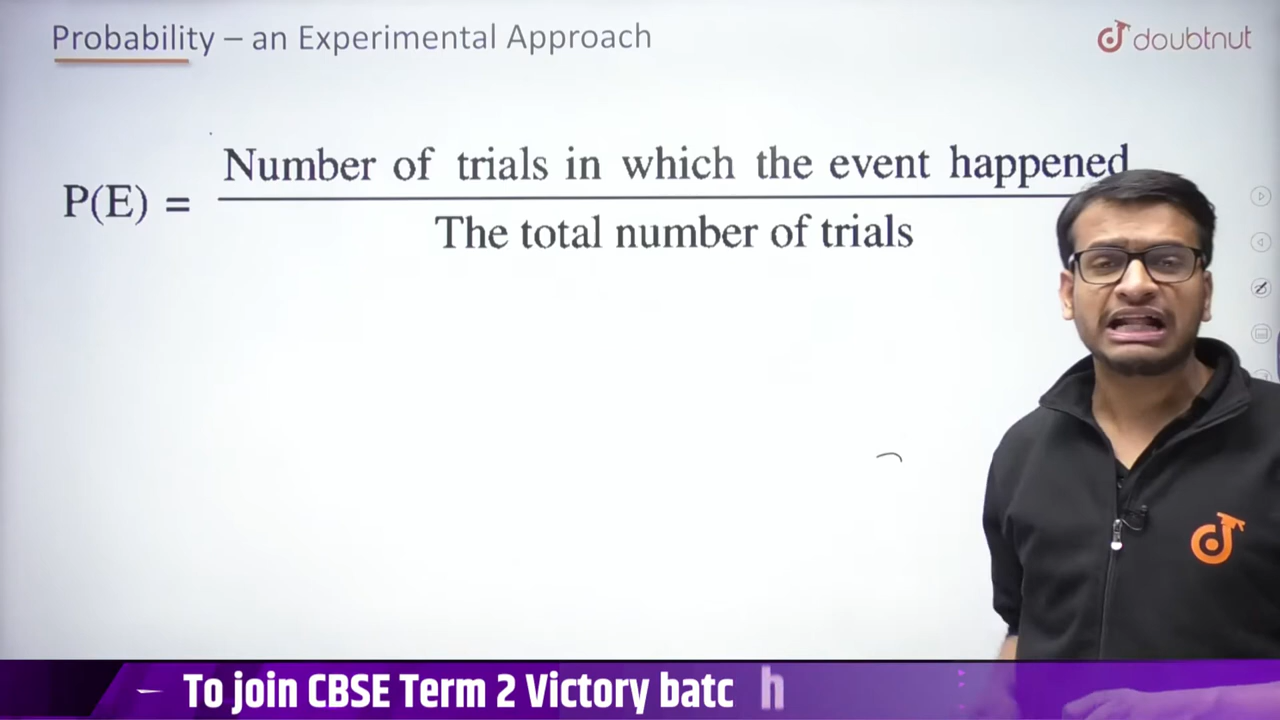 Probability – an Experimental Approach
doubtnut
Number of trials in which the event happened
P(E) =
The total number of trials
To join CBSE Term 2 Victory batc h